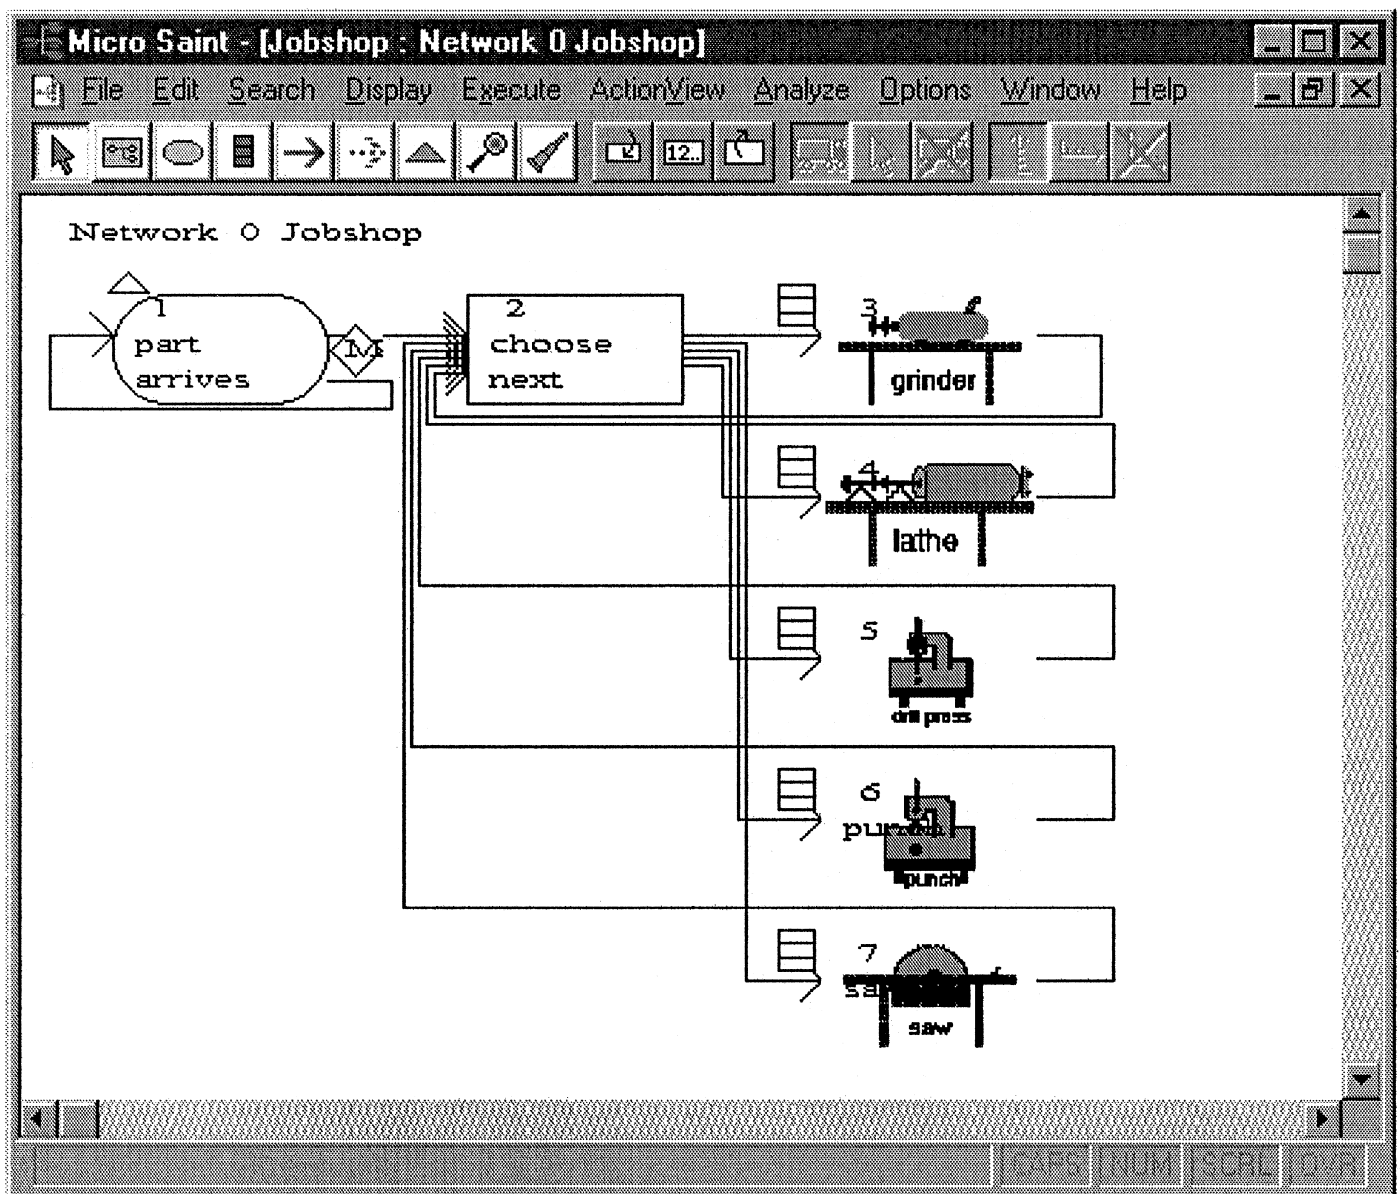 Micro Saint - [Jobshop : Network 0 Jobshop]
File Edit Search Display Execute ActionView Analyze Options Window Help
12..
Network 0 Jobshop
1
part
arrives
M
2
choose
next
3
grinder
4
lathe
5
drill press
6
punch
punch
7
saw
CAPS NUM SCRL OVR